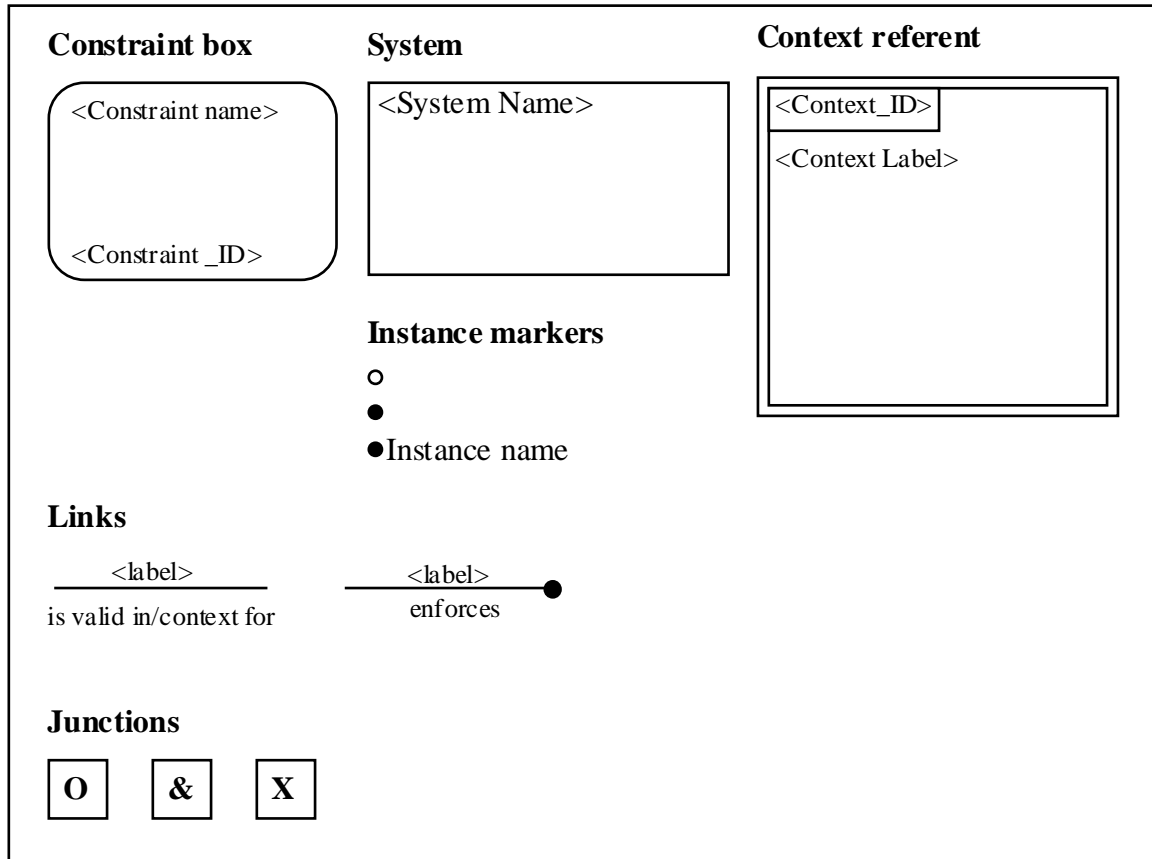 Constraint box
<Constraint name>
<Constraint _ID>
System
<System Name>
Context referent
<Context_ID>
<Context Label>
Instance markers
Instance name
Links
<label>
is valid in/context for
<label>
enforces
Junctions
O
&
X